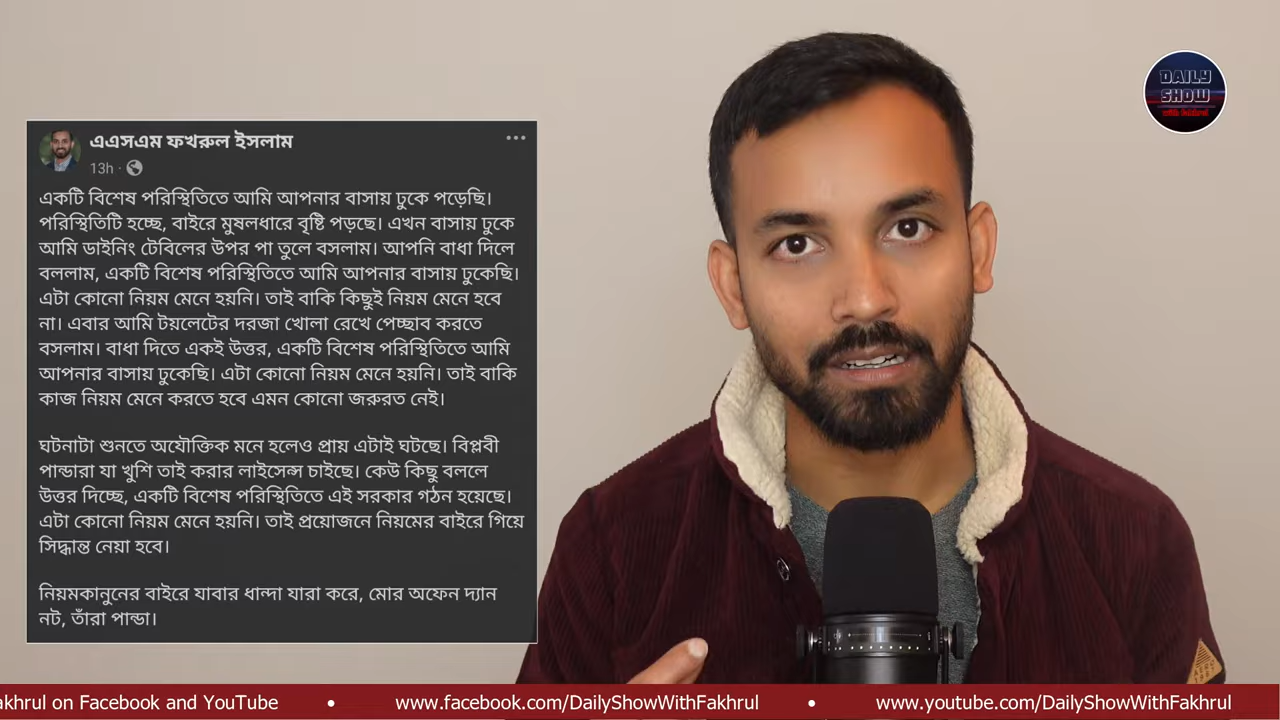 DAILY
SHOW
with fakhrul
এএসএম ফখরুল ইসলাম
13h ·
একটি বিশেষ পরিস্থিতিতে আমি আপনার বাসায় ঢুকে পড়েছি।
পরিস্থিতিটি হচ্ছে, বাইরে মুষলধারে বৃষ্টি পড়ছে। এখন বাসায় ঢুকে
আমি ডাইনিং টেবিলের উপর পা তুলে বসলাম। আপনি বাধা দিলে
বললাম, একটি বিশেষ পরিস্থিতিতে আমি আপনার বাসায় ঢুকেছি।
এটা কোনো নিয়ম মেনে হয়নি। তাই বাকি কিছুই নিয়ম মেনে হবে
না। এবার আমি টয়লেটের দরজা খোলা রেখে পেচ্ছাব করতে
বসলাম। বাধা দিতে একই উত্তর, একটি বিশেষ পরিস্থিতিতে আমি
আপনার বাসায় ঢুকেছি। এটা কোনো নিয়ম মেনে হয়নি। তাই বাকি
কাজ নিয়ম মেনে করতে হবে এমন কোনো জরুরত নেই।
ঘটনাটা শুনতে অযৌক্তিক মনে হলেও প্রায় এটাই ঘটছে। বিপ্লবী
পান্ডারা যা খুশি তাই করার লাইসেন্স চাইছে। কেউ কিছু বললে
উত্তর দিচ্ছে, একটি বিশেষ পরিস্থিতিতে এই সরকার গঠন হয়েছে।
এটা কোনো নিয়ম মেনে হয়নি। তাই প্রয়োজনে নিয়মের বাইরে গিয়ে
সিদ্ধান্ত নেয়া হবে।
নিয়মকানুনের বাইরে যাবার ধান্দা যারা করে, মোর অফেন দ্যান
নট, তাঁরা পান্ডা।
akhrul on Facebook and YouTube • www.facebook.com/DailyShowWithFakhrul • www.youtube.com/DailyShowWithFakhrul